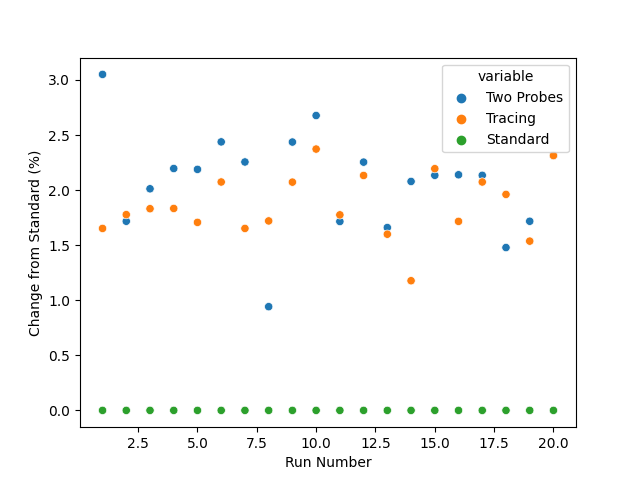 variable
Two Probes
Tracing
Standard
Change from Standard (%)
3.0
2.5
2.0
1.5
1.0
0.5
0.0
2.5 5.0 7.5 10.0 12.5 15.0 17.5 20.0
Run Number